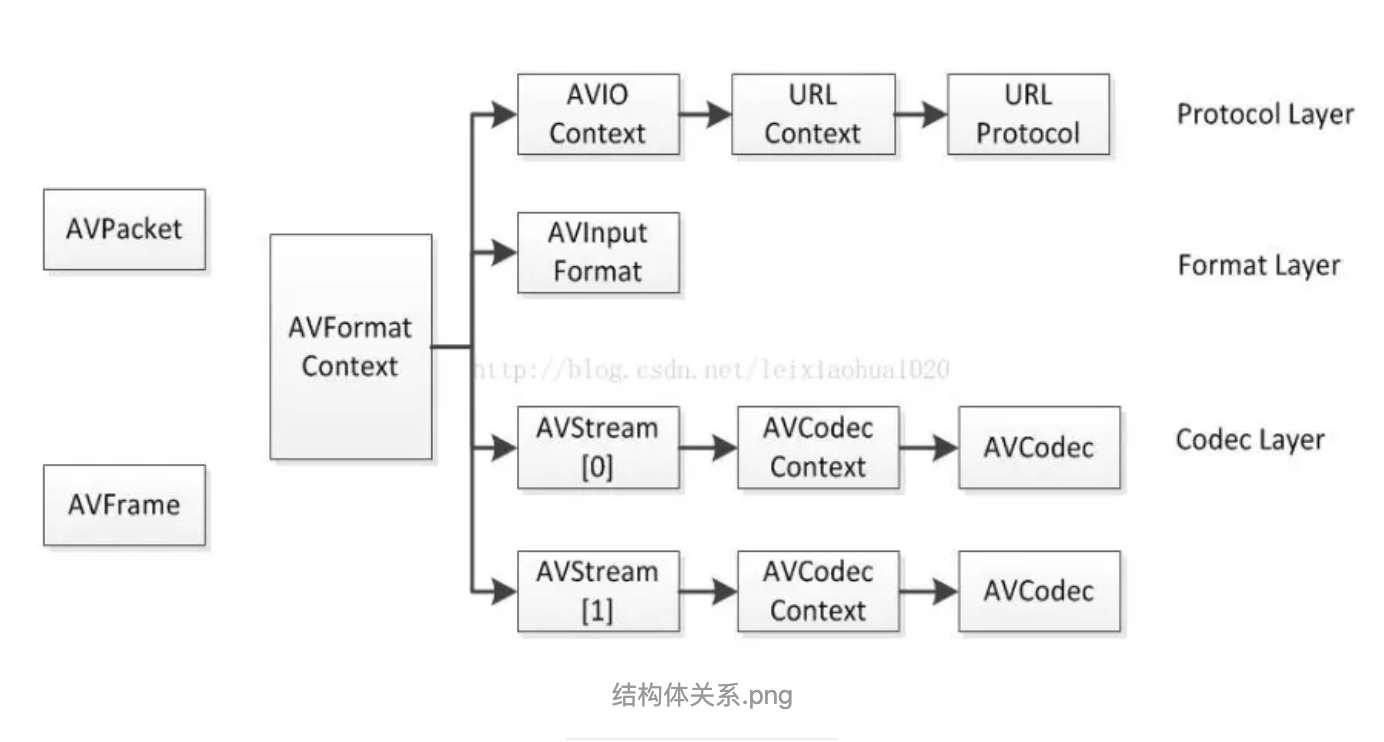 AVIO
Context
URL
Context
URL
Protocol
Protocol Layer
AVPacket
AVInput
Format
Format Layer
AVFormat
Context
http://blog.csdn.net/leixiaohua1020
AVStream
[0]
AVCodec
Context
AVCodec
Codec Layer
AVFrame
AVStream
[1]
AVCodec
Context
AVCodec
结构体关系.png